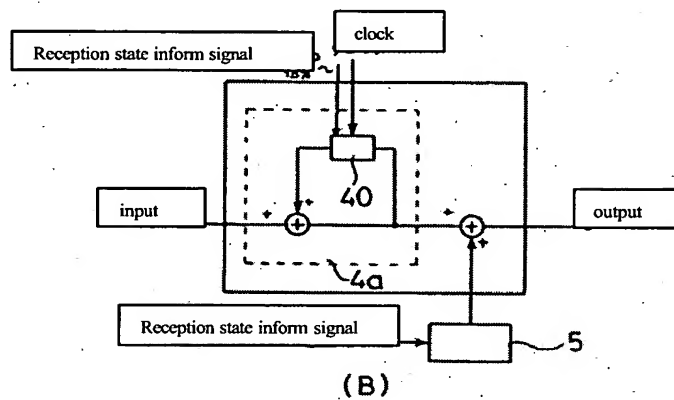 Reception state inform signal
clock
40
input
output
4a
Reception state inform signal
5
(B)